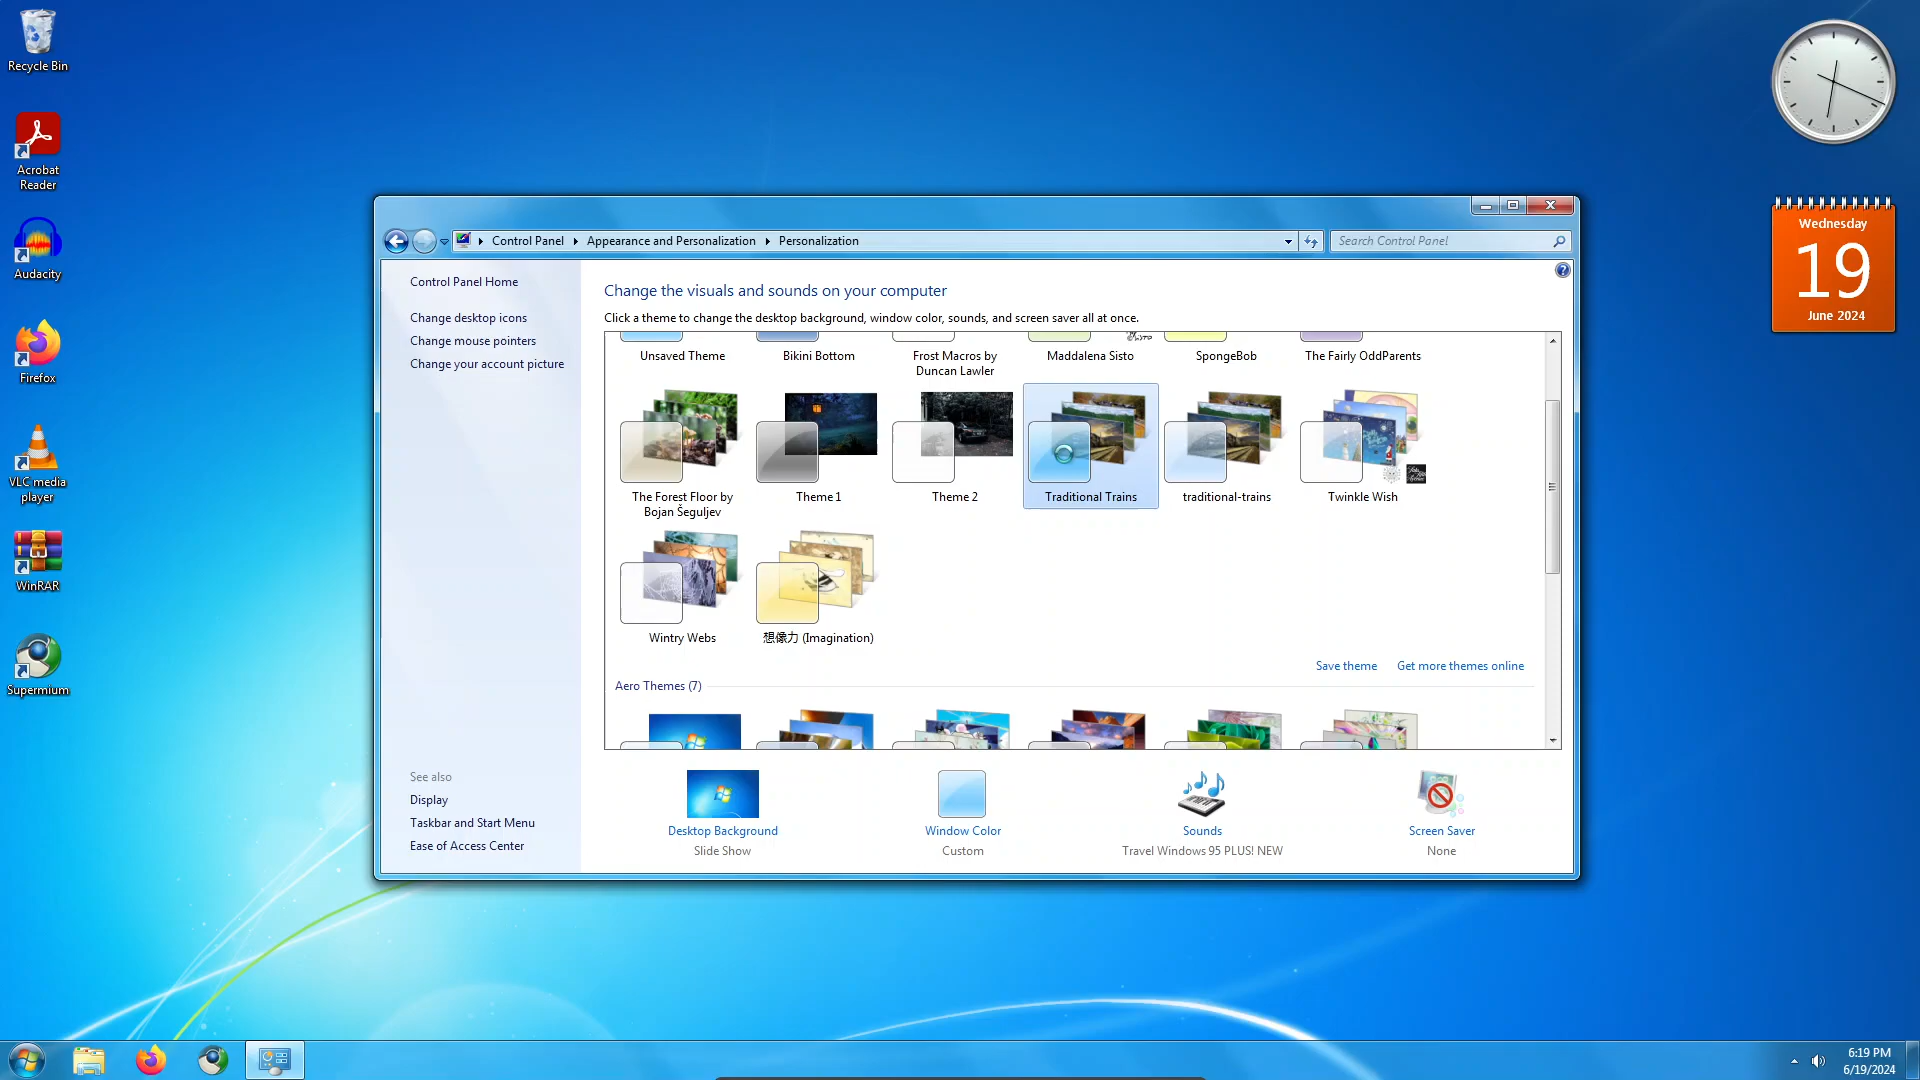 Recycle Bin
Acrobat
Reader
Audacity
Firefox
VLC media
player
WinRAR
Supermium
Wednesday
19
June 2024
Control Panel
Appearance and Personalization
Personalization
Search Control Panel
Control Panel Home
Change desktop icons
Change mouse pointers
Change your account picture
See also
Display
Taskbar and Start Menu
Ease of Access Center
Change the visuals and sounds on your computer
Click a theme to change the desktop background, window color, sounds, and screen saver all at once.
Unsaved Theme
Bikini Bottom
Frost Macros by
Duncan Lawler
Maddalena Sisto
SpongeBob
The Fairly OddParents
The Forest Floor by
Bojan Šeguljev
Theme 1
Theme 2
Traditional Trains
traditional-trains
Twinkle Wish
Wintry Webs
想像力 (Imagination)
Save theme
Get more themes online
Aero Themes (7)
Desktop Background
Slide Show
Window Color
Custom
Sounds
Travel Windows 95 PLUS! NEW
Screen Saver
None
6:19 PM
6/19/2024